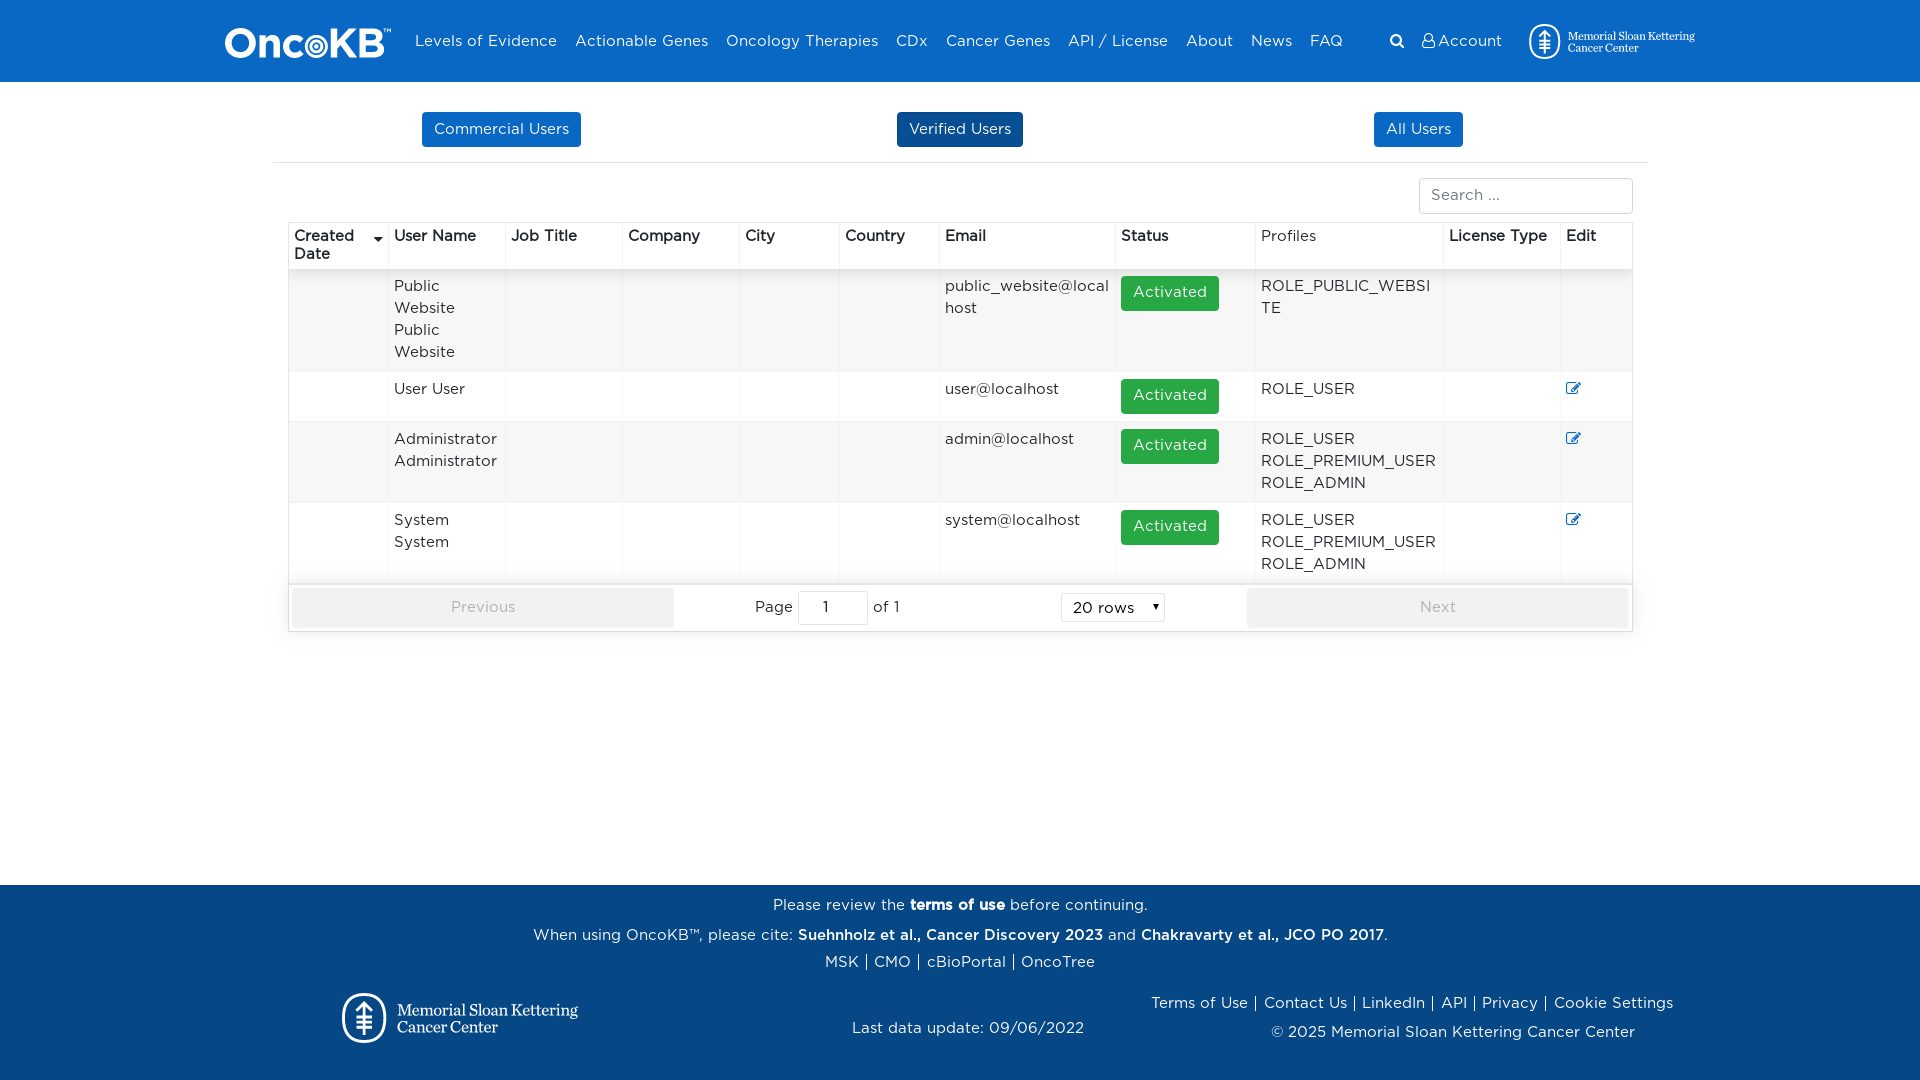 OncoKB™ Levels of Evidence Actionable Genes Oncology Therapies CDx Cancer Genes API / License About News FAQ Account Memorial Sloan Kettering
Cancer Center
Commercial Users Verified Users All Users
Search ...
Created Date User Name Job Title Company City Country Email Status Profiles License Type Edit
Public Website Public Website public_website@localhost Activated ROLE_PUBLIC_WEBSITE
User User user@localhost Activated ROLE_USER
Administrator Administrator admin@localhost Activated ROLE_USER
ROLE_PREMIUM_USER
ROLE_ADMIN
System System system@localhost Activated ROLE_USER
ROLE_PREMIUM_USER
ROLE_ADMIN
Previous Page 1 of 1 20 rows Next
Please review the terms of use before continuing.
When using OncoKB™, please cite: Suehnholz et al., Cancer Discovery 2023 and Chakravarty et al., JCO PO 2017.
MSK | CMO | cBioPortal | OncoTree
Memorial Sloan Kettering
Cancer Center
Last data update: 09/06/2022
Terms of Use | Contact Us | LinkedIn | API | Privacy | Cookie Settings
© 2025 Memorial Sloan Kettering Cancer Center